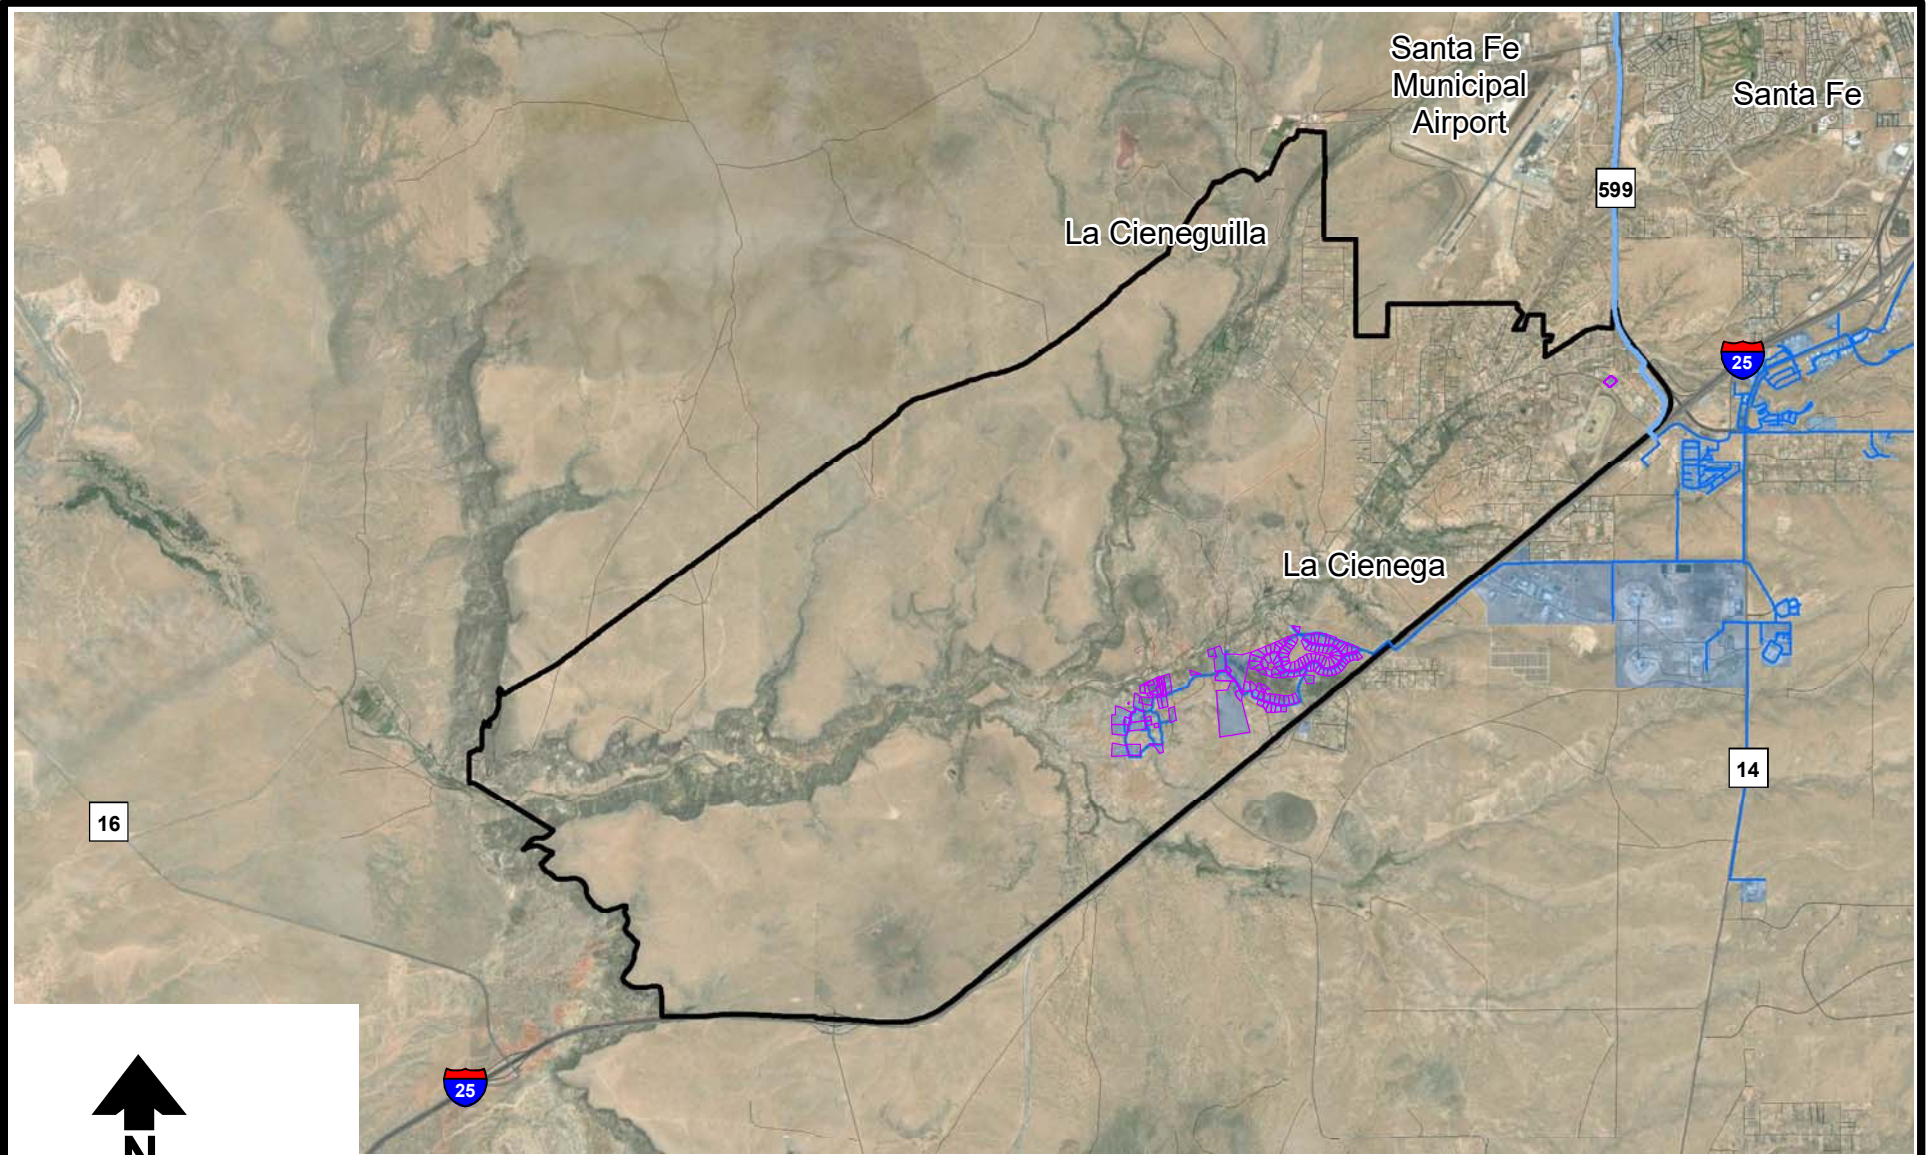 Santa Fe
Municipal
Airport
Santa Fe
599
La Cieneguilla
25
La Cienega
14
16
25
N